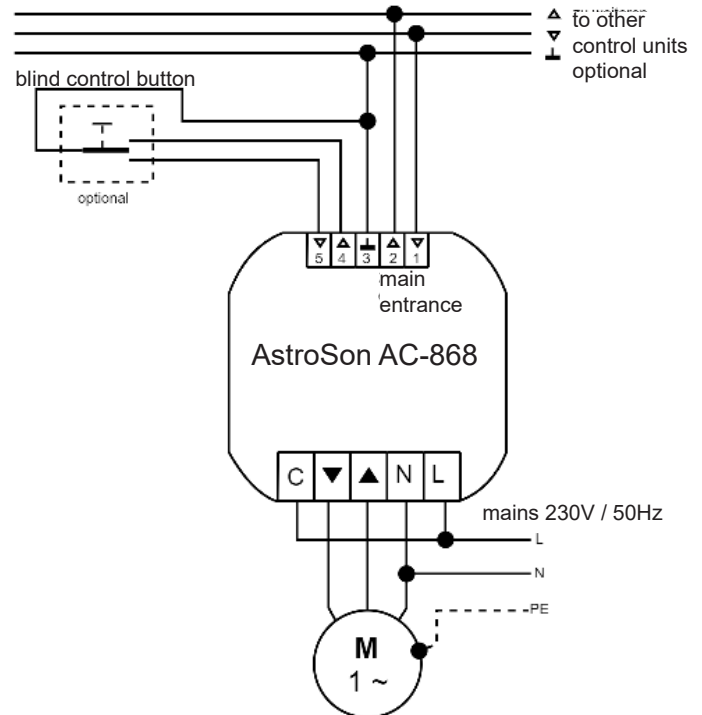 to other
control units
optional
blind control button
optional
5 4 3 2 1
main
entrance
AstroSon AC-868
C N L
mains 230V / 50Hz
L
N
PE
M
1 ~